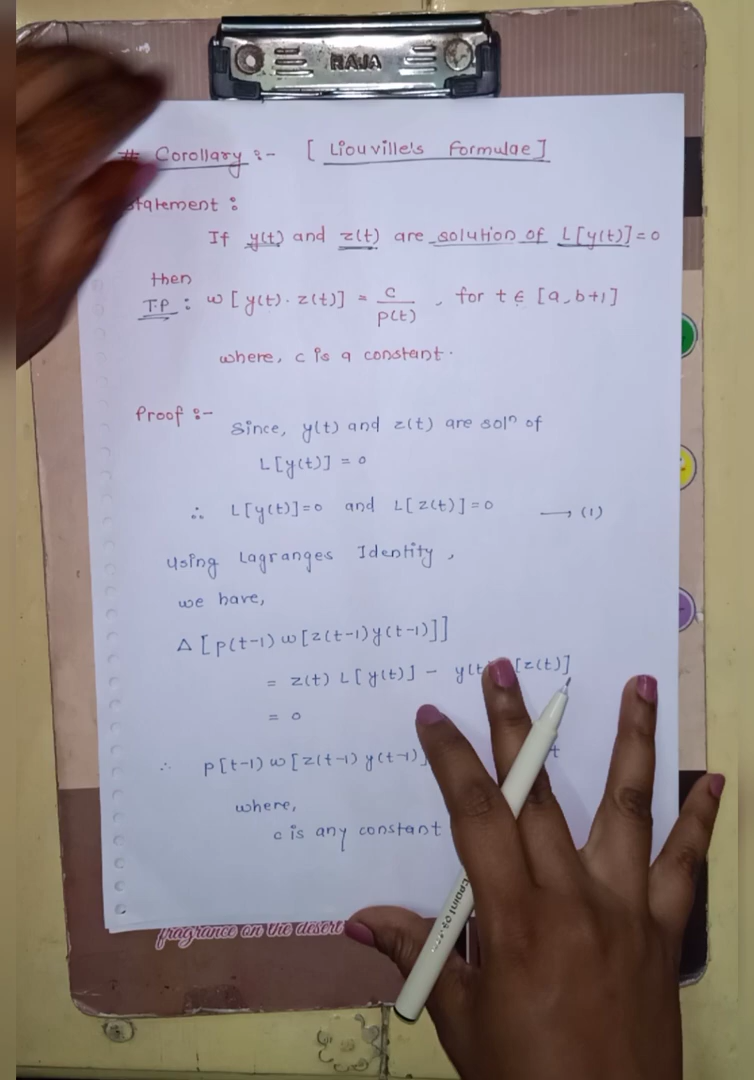 RAJA
# Corollary :- [ Liouville's Formulae ]
Statement :
If y(t) and z(t) are solution of L[y(t)] = 0
then
T.P : w[ y(t) · z(t)] = c / p(t) , for t ∈ [a, b+1]
where, c is a constant.
Proof :-
Since, y(t) and z(t) are solⁿ of
L[y(t)] = 0
∴ L[y(t)] = 0 and L[z(t)] = 0 → (1)
using Lagranges Identity,
we have,
Δ [p(t-1) w[z(t-1) y(t-1)]]
= z(t) L[y(t)] - y(t) [z(t)]
= 0
∴ p[t-1) w[z(t-1) y(t-1)]
where,
c is any constant
fragrance on the desert